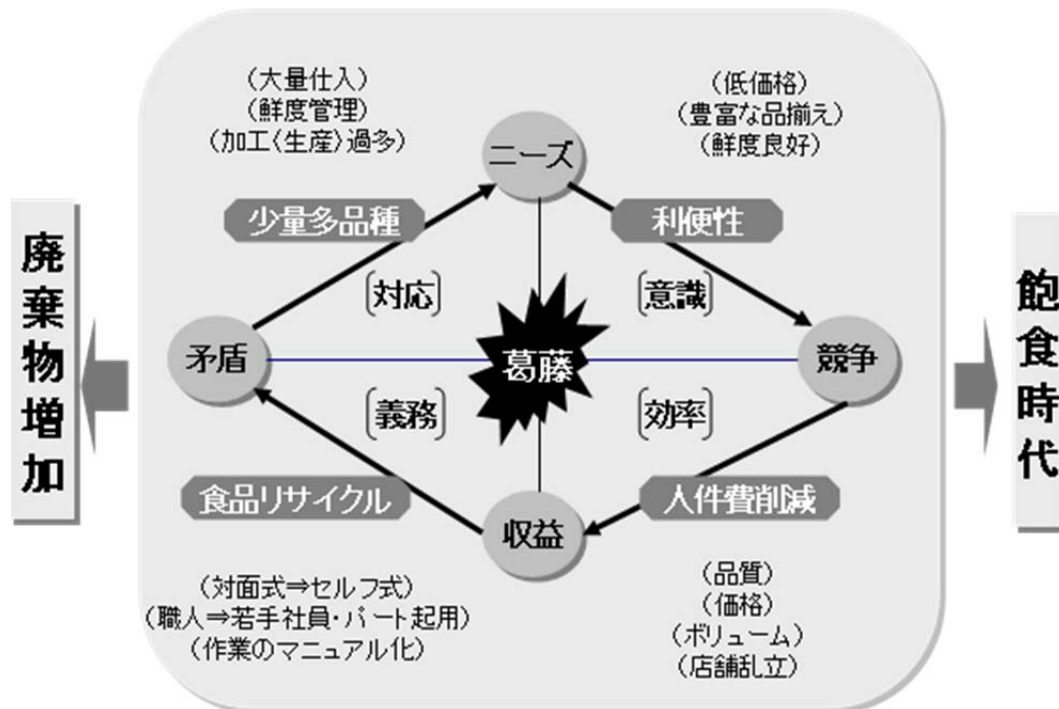 (大量仕入)
(鮮度管理)
(加工〈生産〉過多)
(低価格)
(豊富な品揃え)
(鮮度良好)
ニーズ
少量多品種
利便性
[対応]
[意識]
廃棄物増加
矛盾
葛藤
競争
飽食時代
[義務]
[効率]
食品リサイクル
人件費削減
収益
(対面式⇒セルフ式)
(職人⇒若手社員・パート起用)
(作業のマニュアル化)
(品質)
(価格)
(ボリューム)
(店舗乱立)